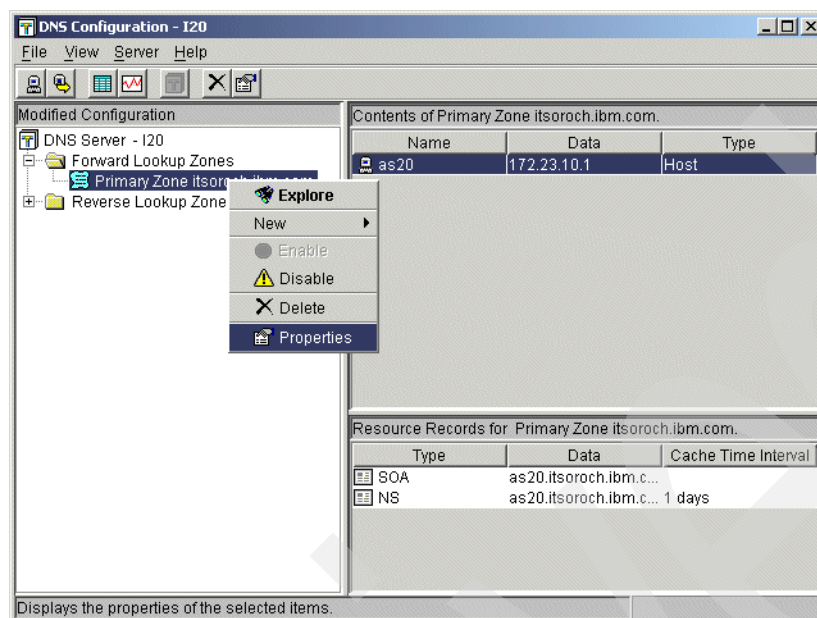 DNS Configuration - I20
File View Server Help
Modified Configuration
DNS Server - I20
Forward Lookup Zones
Primary Zone itsoroch.ibm.com.
Reverse Lookup Zone
Explore
New
Enable
Disable
Delete
Properties
Contents of Primary Zone itsoroch.ibm.com.
Name Data Type
as20 172.23.10.1 Host
Resource Records for Primary Zone itsoroch.ibm.com.
Type Data Cache Time Interval
SOA as20.itsoroch.ibm.c...
NS as20.itsoroch.ibm.c... 1 days
Displays the properties of the selected items.